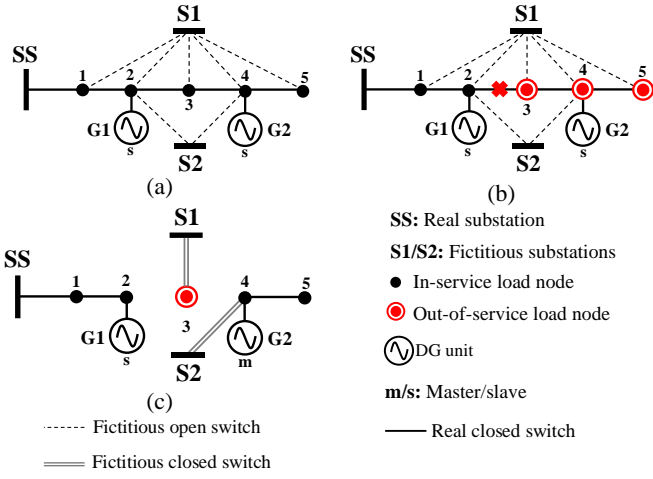 S1
SS
1
2
3
4
5
G1
s
G2
s
S2
(a)
S1
SS
1
2
3
4
5
G1
s
G2
s
S2
(b)
S1
SS
1
2
3
4
5
G1
s
G2
m
S2
(c)
Fictitious open switch
Fictitious closed switch
SS: Real substation
S1/S2: Fictitious substations
In-service load node
Out-of-service load node
DG unit
m/s: Master/slave
Real closed switch